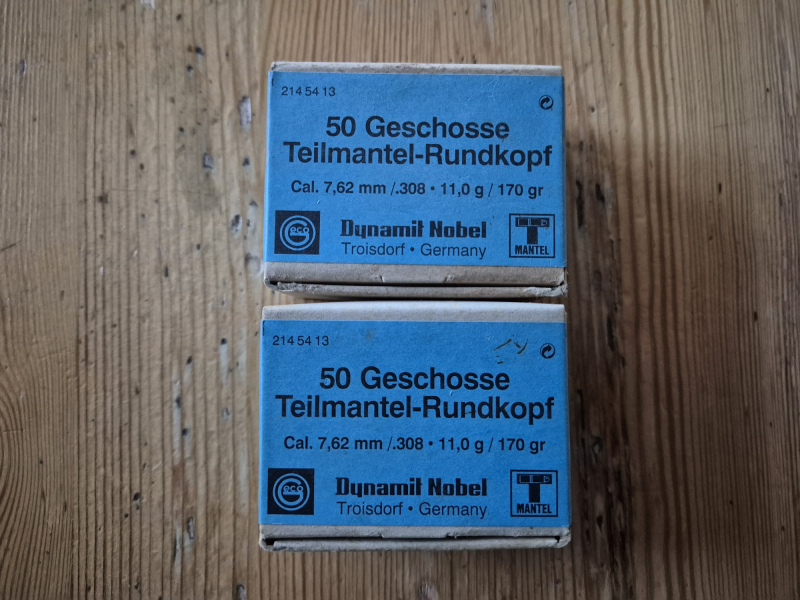 214 54 13
50 Geschosse
Teilmantel-Rundkopf
Cal. 7,62 mm /.308 • 11,0 g / 170 gr
Geco
Dynamit Nobel
Troisdorf • Germany
T
MANTEL
214 54 13
50 Geschosse
Teilmantel-Rundkopf
Cal. 7,62 mm /.308 • 11,0 g / 170 gr
Geco
Dynamit Nobel
Troisdorf • Germany
T
MANTEL